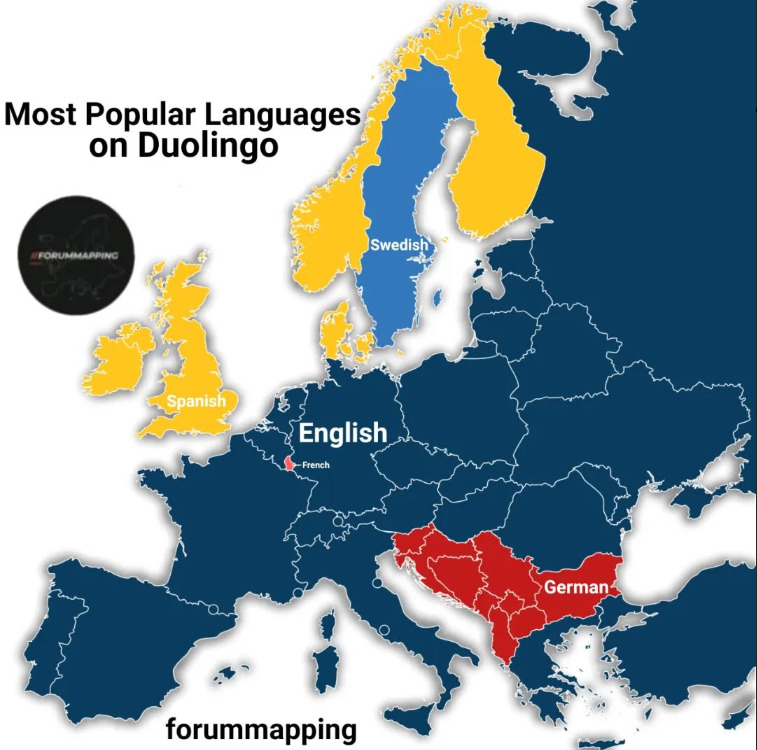 Most Popular Languages
on Duolingo
//FORUMMAPPING
Swedish
Spanish
English
French
German
forummapping